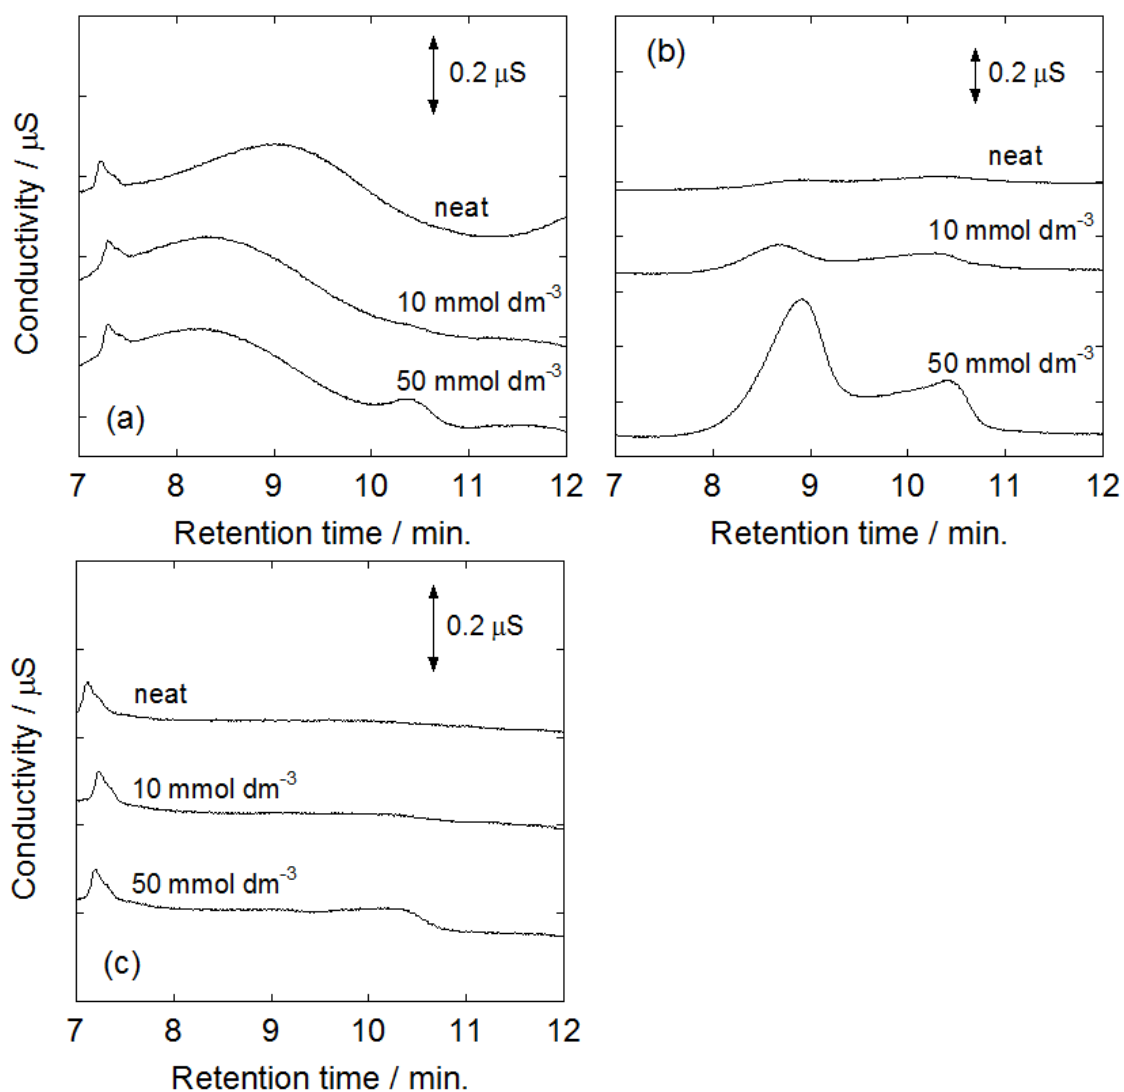 0.2 μS
neat
10 mmol dm⁻³
50 mmol dm⁻³
(a)
Conductivity / μS
7 8 9 10 11 12
Retention time / min.
(b)
0.2 μS
neat
10 mmol dm⁻³
50 mmol dm⁻³
7 8 9 10 11 12
Retention time / min.
0.2 μS
neat
10 mmol dm⁻³
50 mmol dm⁻³
(c)
Conductivity / μS
7 8 9 10 11 12
Retention time / min.